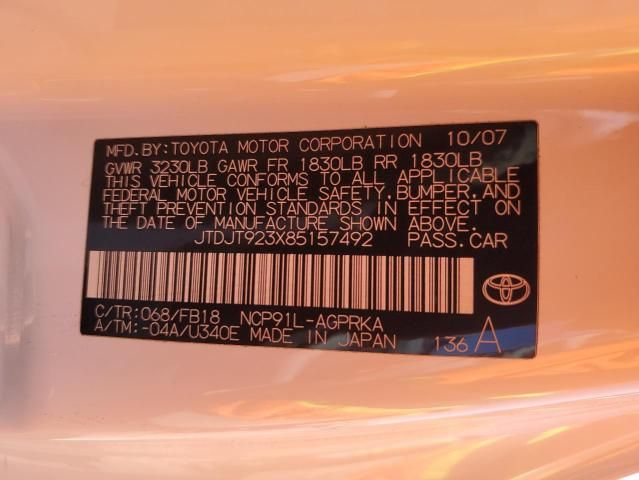 MFD. BY: TOYOTA MOTOR CORPORATION 10/07
GVWR 3230LB GAWR FR 1830LB RR 1830LB
THIS VEHICLE CONFORMS TO ALL APPLICABLE
FEDERAL MOTOR VEHICLE SAFETY, BUMPER, AND
THEFT PREVENTION STANDARDS IN EFFECT ON
THE DATE OF MANUFACTURE SHOWN ABOVE.
JTDJT923X85157492 PASS.CAR
C/TR: 068/FB18 NCP91L-AGPRKA
A/TM: -04A/U340E MADE IN JAPAN 136 A